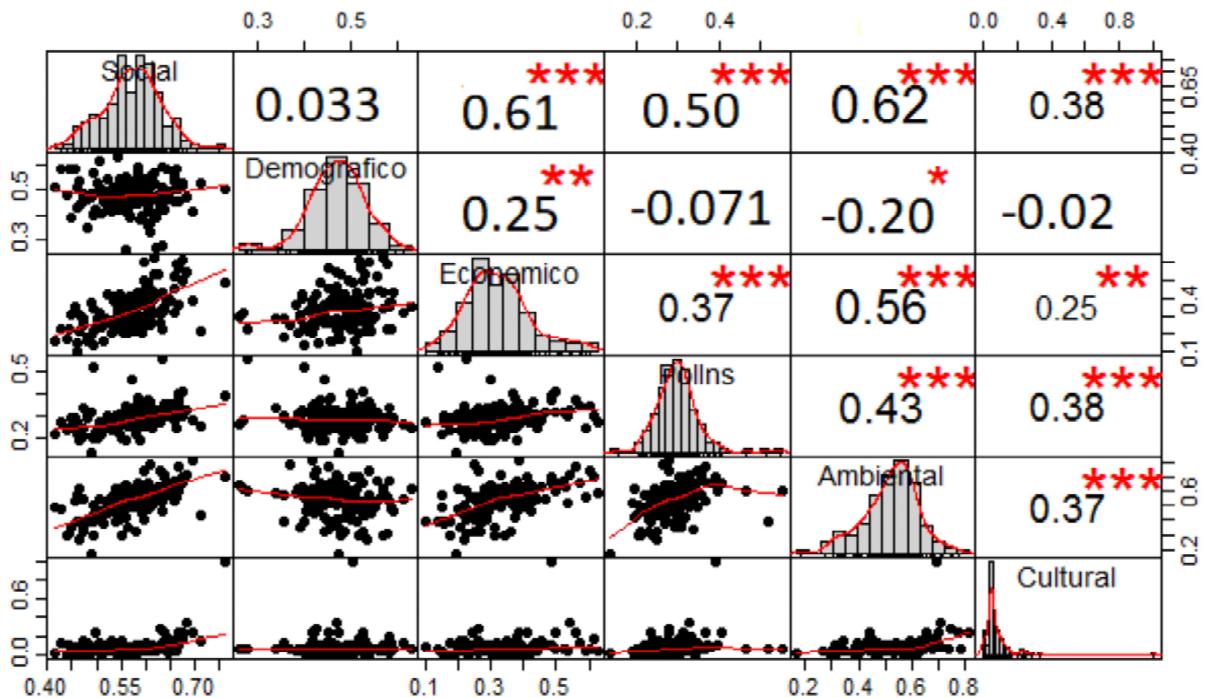 0.3 0.5 0.2 0.4 0.0 0.4 0.8
Social 0.033 0.61 *** 0.50 *** 0.62 *** 0.38 *** 0.40 0.65
0.3 0.5 Demografico 0.25 ** -0.071 -0.20 * -0.02
Economico 0.37 *** 0.56 *** 0.25 ** 0.1 0.4
0.2 0.5 PolIns 0.43 *** 0.38 ***
Ambiental 0.37 *** 0.2 0.6
0.0 0.6 Cultural
0.40 0.55 0.70 0.1 0.3 0.5 0.2 0.4 0.6 0.8